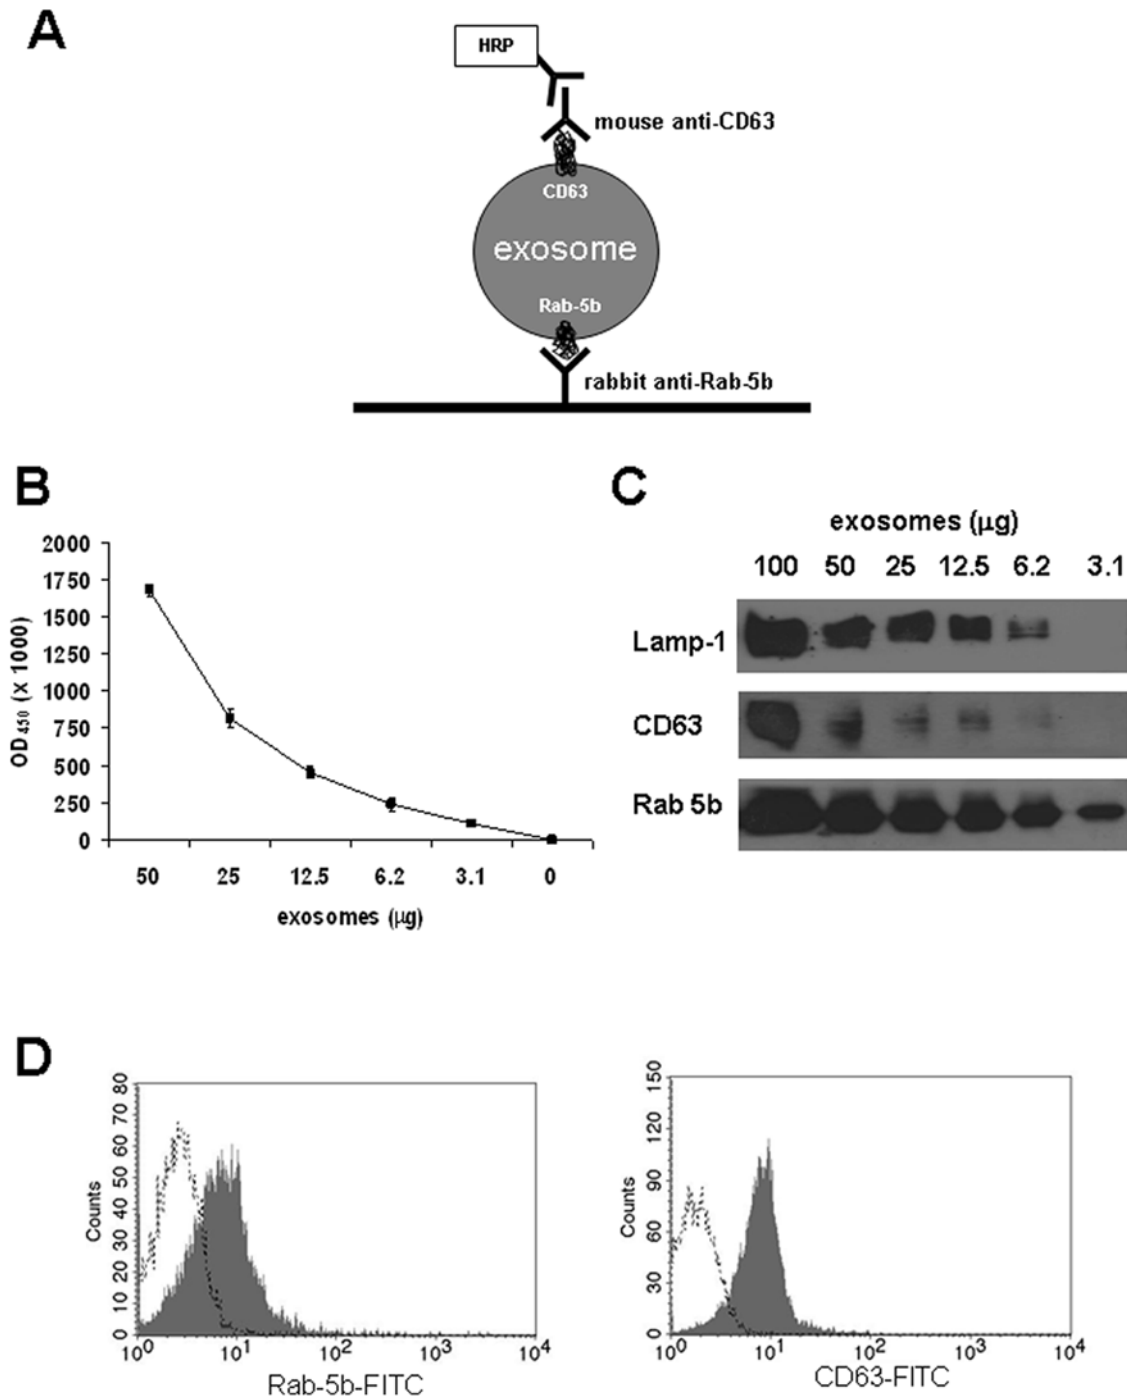 A
HRP
mouse anti-CD63
CD63
exosome
Rab-5b
rabbit anti-Rab-5b
B
OD450 (x 1000)
2000
1750
1500
1250
1000
750
500
250
0
50 25 12.5 6.2 3.1 0
exosomes (µg)
C
exosomes (µg)
100 50 25 12.5 6.2 3.1
Lamp-1
CD63
Rab 5b
D
Counts
80
70
60
50
40
30
20
10
0
10^0 10^1 10^2 10^3 10^4
Rab-5b-FITC
Counts
150
120
90
60
30
0
10^0 10^1 10^2 10^3 10^4
CD63-FITC